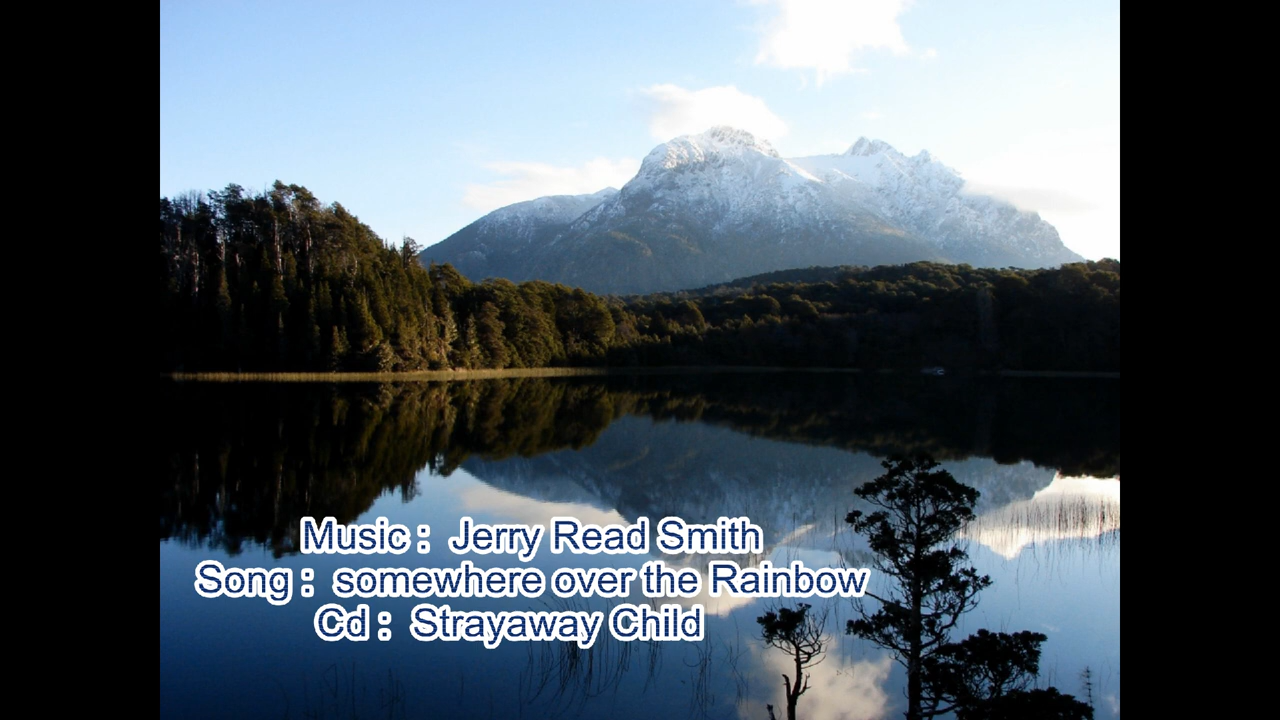 Music :  Jerry Read Smith
Song :  somewhere over the Rainbow
Cd :  Strayaway Child